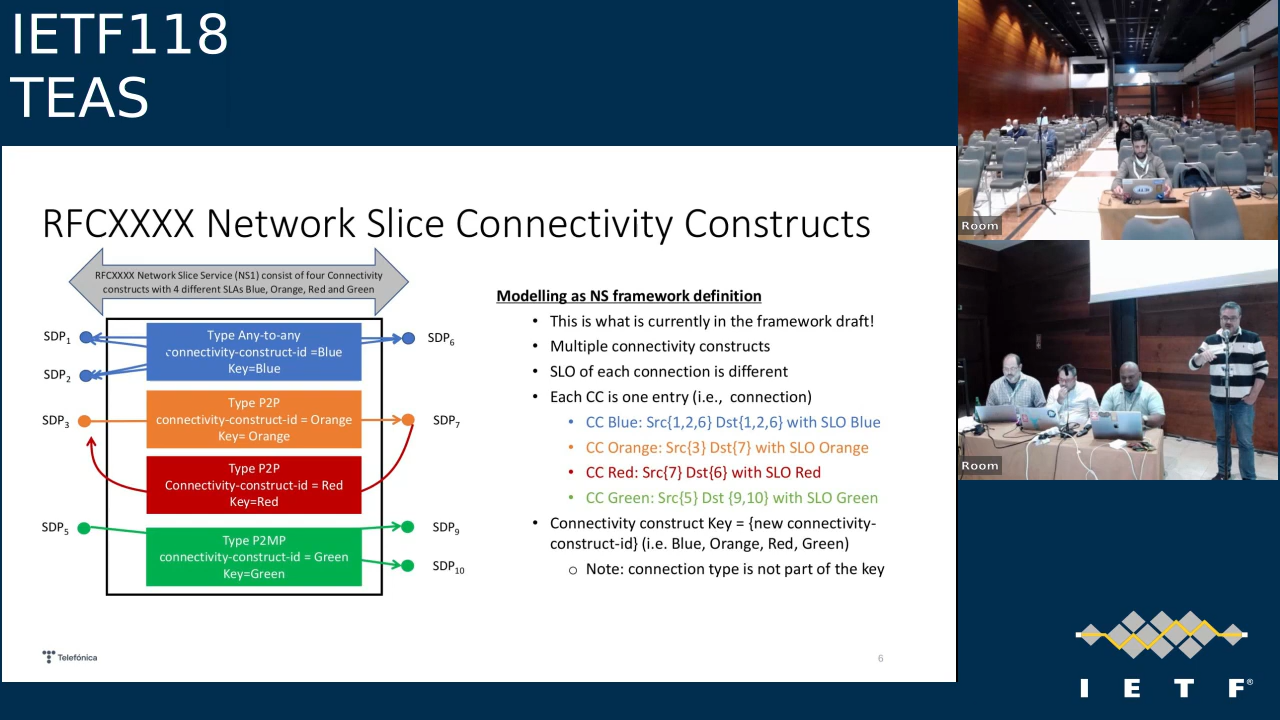 IETF118
TEAS
RFCXXXX Network Slice Connectivity Constructs
RFCXXXX Network Slice Service (NS1) consist of four Connectivity
constructs with 4 different SLAs Blue, Orange, Red and Green
SDP1
SDP2
SDP3
SDP5
Type Any-to-any
connectivity-construct-id =Blue
Key=Blue
Type P2P
connectivity-construct-id = Orange
Key= Orange
Type P2P
Connectivity-construct-id = Red
Key=Red
Type P2MP
connectivity-construct-id = Green
Key=Green
SDP6
SDP7
SDP9
SDP10
Modelling as NS framework definition
• This is what is currently in the framework draft!
• Multiple connectivity constructs
• SLO of each connection is different
• Each CC is one entry (i.e., connection)
• CC Blue: Src{1,2,6} Dst{1,2,6} with SLO Blue
• CC Orange: Src{3} Dst{7} with SLO Orange
• CC Red: Src{7} Dst{6} with SLO Red
• CC Green: Src{5} Dst {9,10} with SLO Green
• Connectivity construct Key = {new connectivity-
construct-id} (i.e. Blue, Orange, Red, Green)
o Note: connection type is not part of the key
Telefónica
6
Room
Room
I E T F®